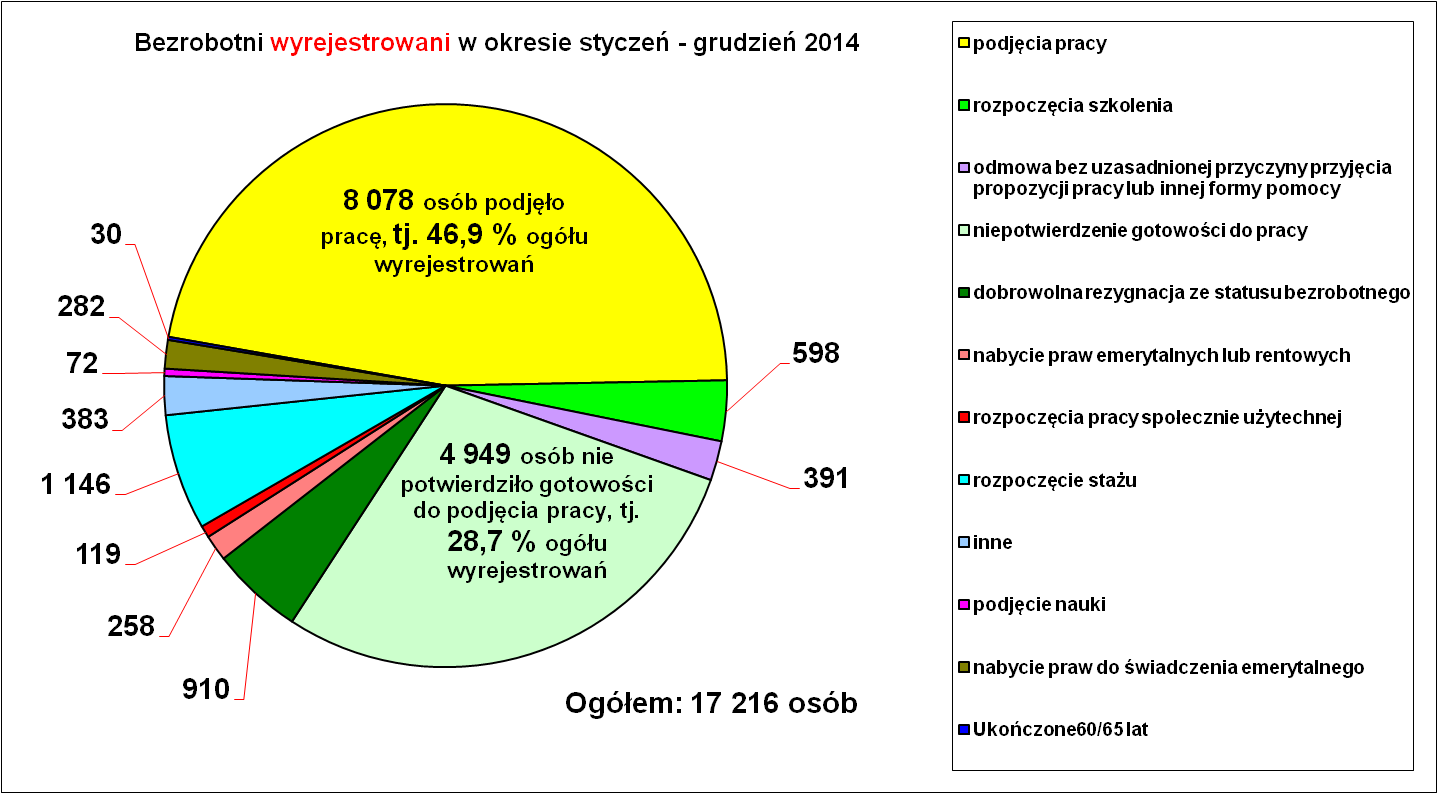 Bezrobotni wyrejestrowani w okresie styczeń - grudzień 2014
8 078 osób podjęło
pracę, tj. 46,9 % ogółu
wyrejestrowań
30
282
72
383
1 146
119
258
910
598
391
4 949 osób nie
potwierdziło gotowości
do podjęcia pracy, tj.
28,7 % ogółu
wyrejestrowań
Ogółem: 17 216 osób
podjęcia pracy
rozpoczęcia szkolenia
odmowa bez uzasadnionej przyczyny przyjęcia
propozycji pracy lub innej formy pomocy
niepotwierdzenie gotowości do pracy
dobrowolna rezygnacja ze statusu bezrobotnego
nabycie praw emerytalnych lub rentowych
rozpoczęcia pracy społecznie użytechnej
rozpoczęcie stażu
inne
podjęcie nauki
nabycie praw do świadczenia emerytalnego
Ukończone60/65 lat